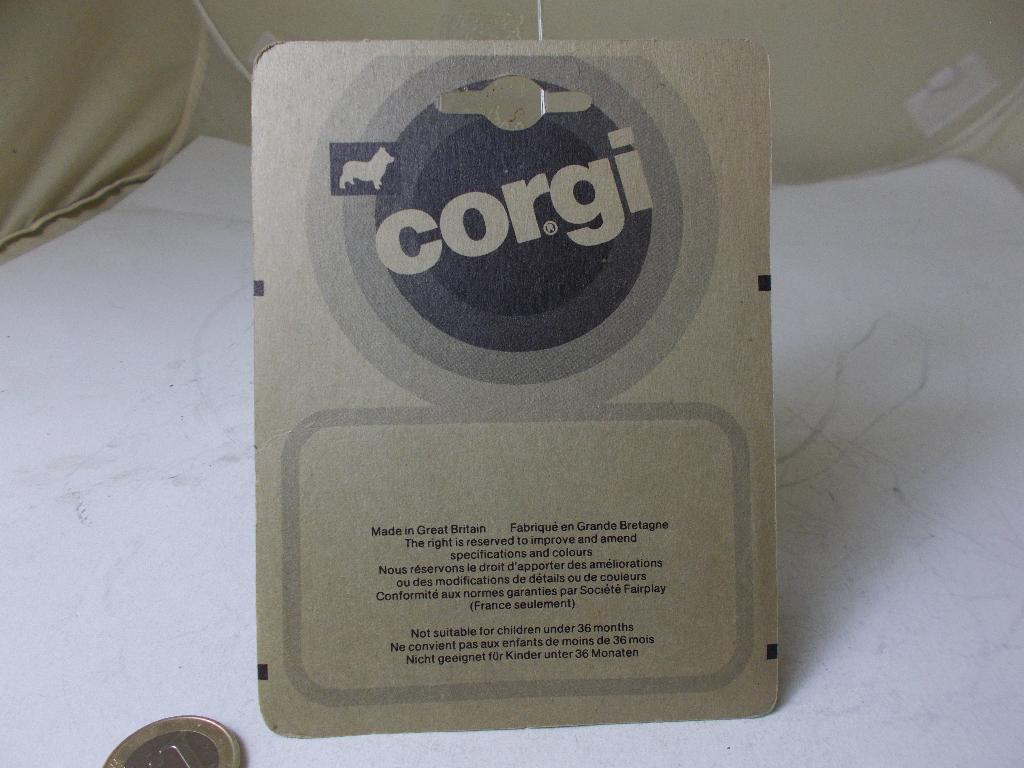 corgi®
Made in Great Britain Fabriqué en Grande Bretagne
The right is reserved to improve and amend
specifications and colours
Nous réservons le droit d'apporter des améliorations
ou des modifications de détails ou de couleurs
Conformité aux normes garanties par Société Fairplay
(France seulement)
Not suitable for children under 36 months
Ne convient pas aux enfants de moins de 36 mois
Nicht geeignet für Kinder unter 36 Monaten